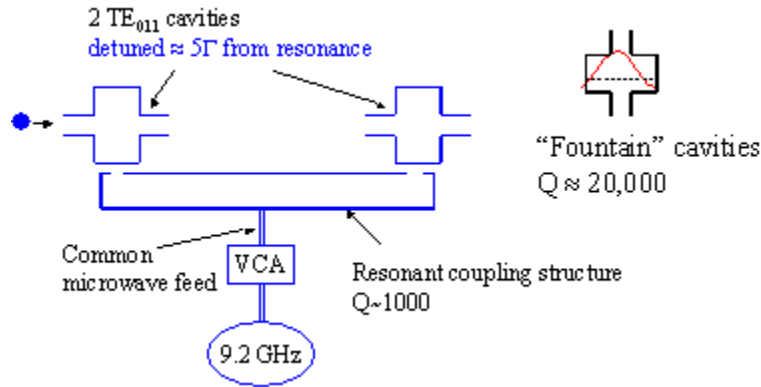 2 TE₀₁₁ cavities
detuned ≈ 5Γ from resonance
“Fountain” cavities
Q ≈ 20,000
Common
microwave feed
VCA
Resonant coupling structure
Q~1000
9.2 GHz